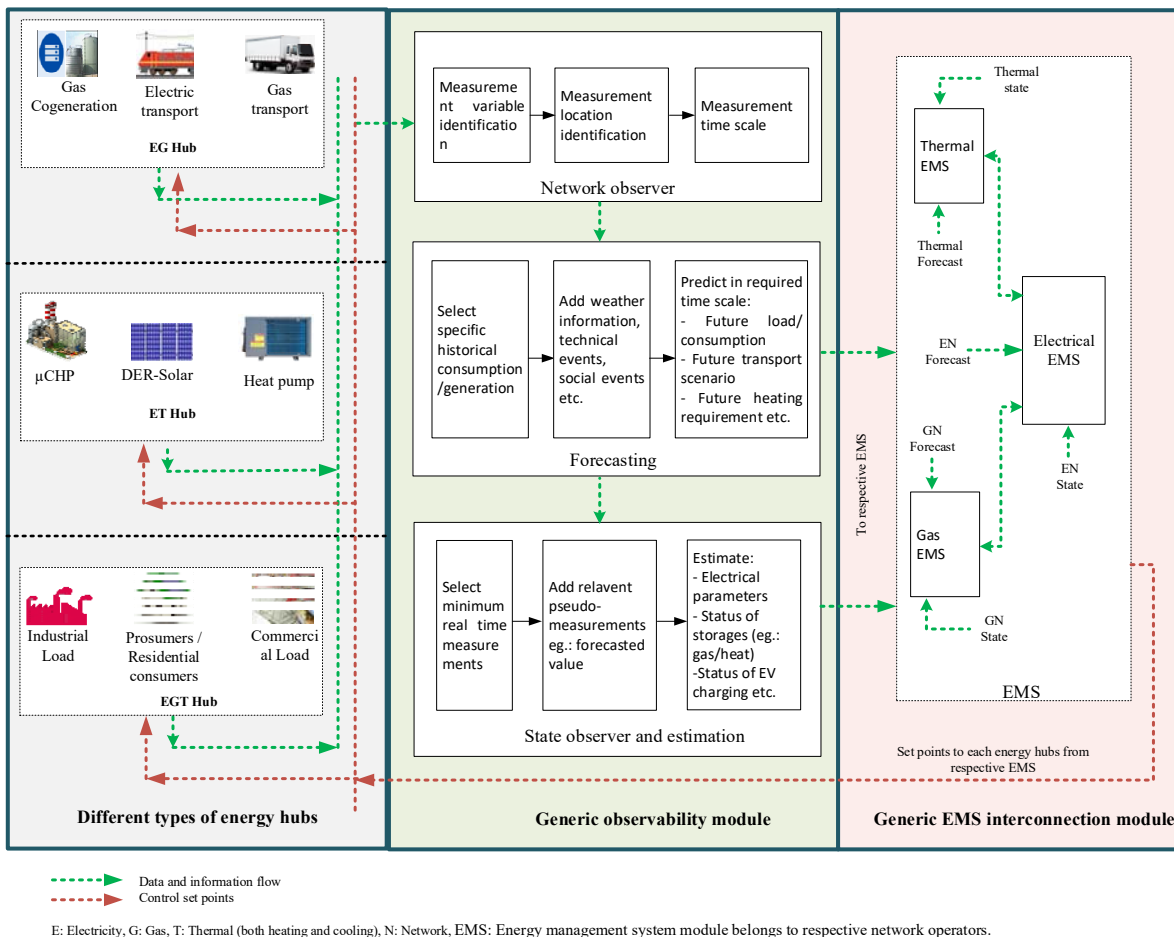 Gas
Cogeneration
Electric
transport
Gas
transport
EG Hub
µCHP
DER-Solar
Heat pump
ET Hub
Industrial
Load
Prosumers /
Residential
consumers
Commerci
al Load
EGT Hub
Different types of energy hubs
Measureme
nt variable
identificatio
n
Measurement
location
identification
Measurement
time scale
Network observer
Select
specific
historical
consumption
/generation
Add weather
information,
technical
events,
social events
etc.
Predict in required
time scale:
- Future load/
consumption
- Future transport
scenario
- Future heating
requirement etc.
Forecasting
Select
minimum
real time
measure
ments
Add relavent
pseudo-
measurements
eg.: forecasted
value
Estimate:
- Electrical
parameters
- Status of
storages (eg.:
gas/heat)
-Status of EV
charging etc.
State observer and estimation
Generic observability module
To respective EMS
Thermal
state
Thermal
EMS
Thermal
Forecast
EN
Forecast
Electrical
EMS
GN
Forecast
EN
State
Gas
EMS
GN
State
EMS
Set points to each energy hubs from
respective EMS
Generic EMS interconnection module
Data and information flow
Control set points
E: Electricity, G: Gas, T: Thermal (both heating and cooling), N: Network, EMS: Energy management system module belongs to respective network operators.